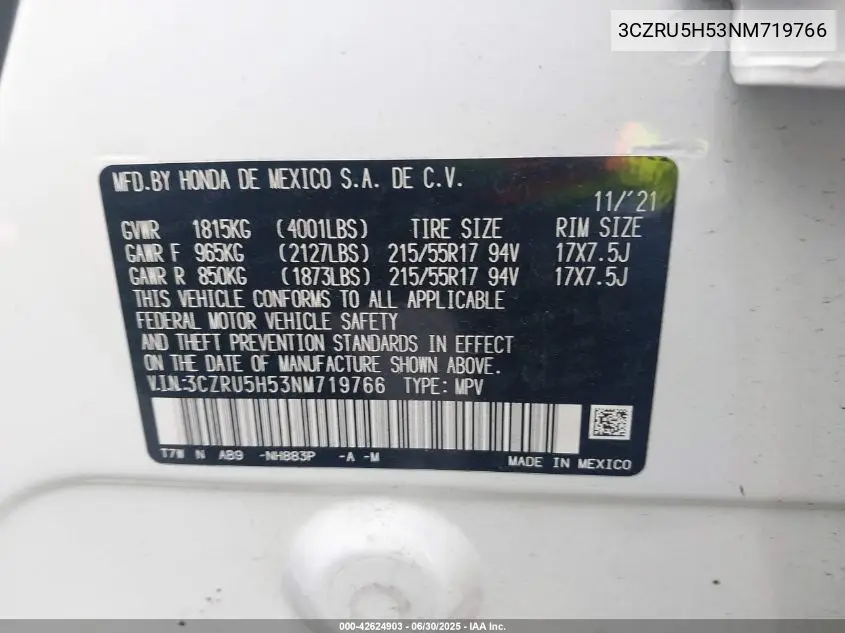 3CZRU5H53NM719766
MFD.BY HONDA DE MEXICO S.A. DE C.V.
11/'21
GVWR 1815KG (4001LBS) TIRE SIZE RIM SIZE
GAWR F 965KG (2127LBS) 215/55R17 94V 17X7.5J
GAWR R 850KG (1873LBS) 215/55R17 94V 17X7.5J
THIS VEHICLE CONFORMS TO ALL APPLICABLE
FEDERAL MOTOR VEHICLE SAFETY
AND THEFT PREVENTION STANDARDS IN EFFECT
ON THE DATE OF MANUFACTURE SHOWN ABOVE.
V.I.N.:3CZRU5H53NM719766 TYPE: MPV
T7W N AB9 -NH883P -A -M
MADE IN MEXICO
000-42624903 - 06/30/2025 - IAA Inc.